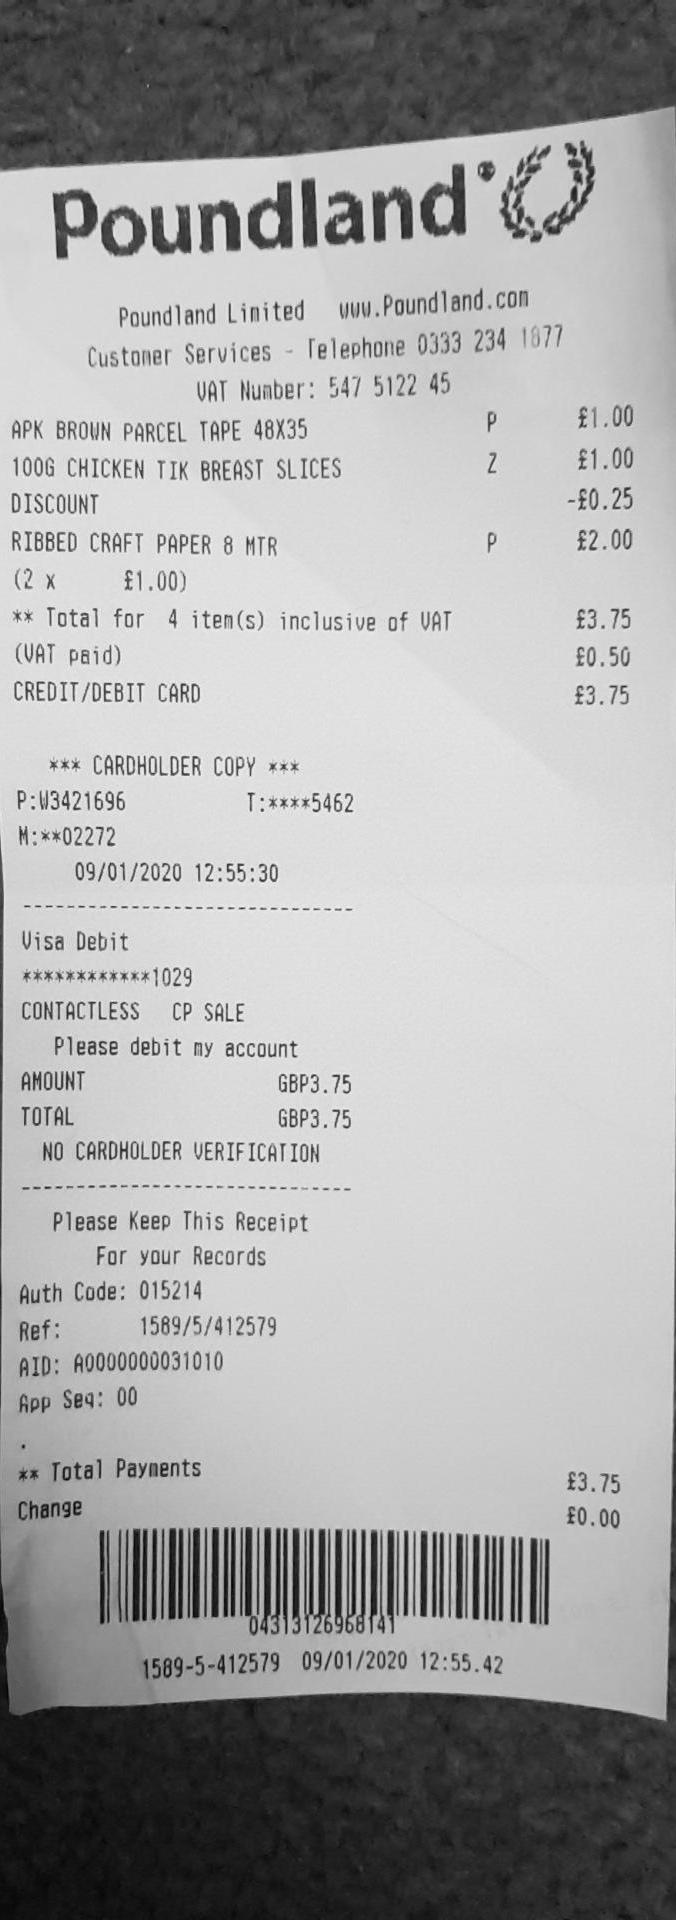 Poundland®
Poundland Limited www.Poundland.com
Customer Services - Telephone 0333 234 1877
VAT Number: 547 5122 45
APK BROWN PARCEL TAPE 48X35 P £1.00
100G CHICKEN TIK BREAST SLICES Z £1.00
DISCOUNT -£0.25
RIBBED CRAFT PAPER 8 MTR P £2.00
(2 x £1.00)
** Total for 4 item(s) inclusive of VAT £3.75
(VAT paid) £0.50
CREDIT/DEBIT CARD £3.75
*** CARDHOLDER COPY ***
P:W3421696 T:****5462
M:**02272
09/01/2020 12:55:30
-------------------------------
Visa Debit
************1029
CONTACTLESS CP SALE
Please debit my account
AMOUNT GBP3.75
TOTAL GBP3.75
NO CARDHOLDER VERIFICATION
-------------------------------
Please Keep This Receipt
For your Records
Auth Code: 015214
Ref: 1589/5/412579
AID: A0000000031010
App Seq: 00
.
** Total Payments £3.75
Change £0.00
04313126968141
1589-5-412579 09/01/2020 12:55.42